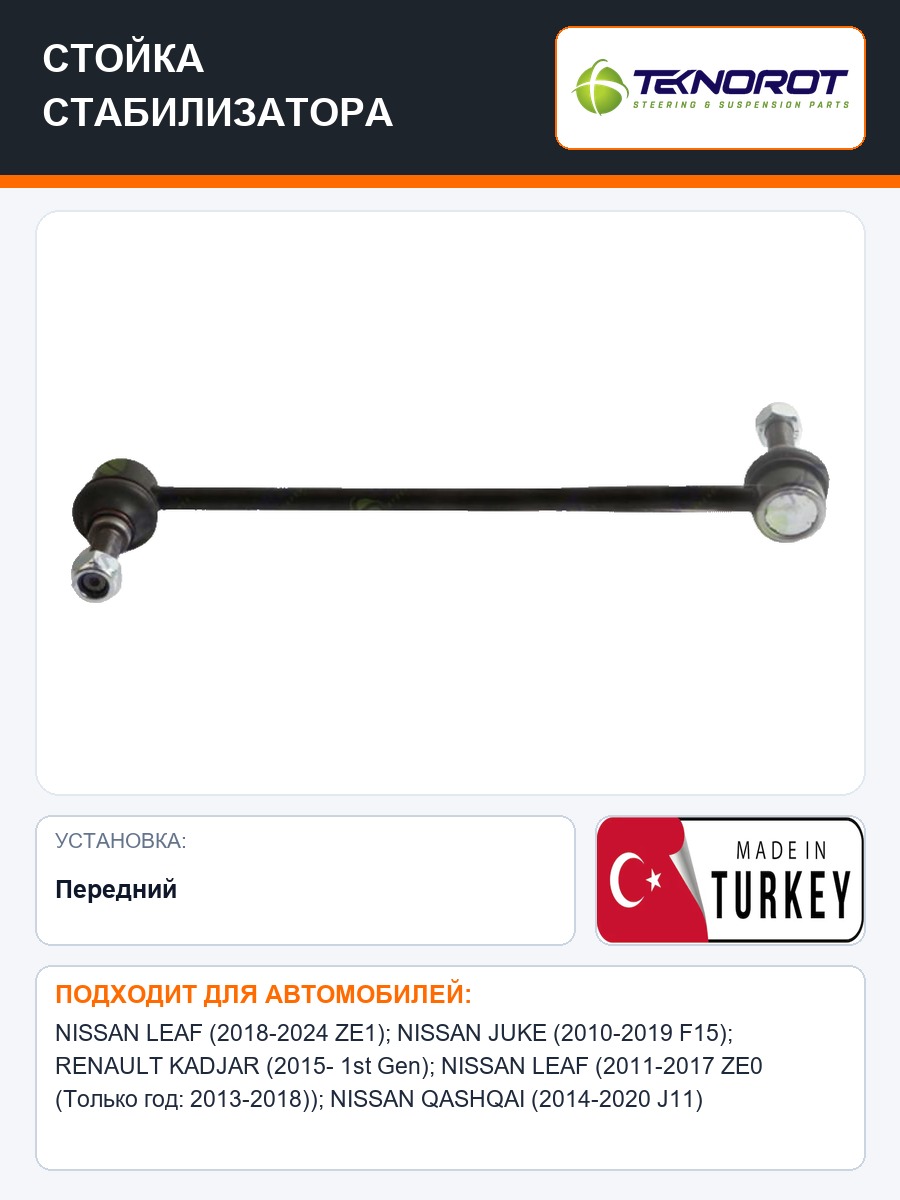 СТОЙКА
СТАБИЛИЗАТОРА
TEKNOROT
STEERING & SUSPENSION PARTS
УСТАНОВКА:
Передний
MADE IN
TURKEY
ПОДХОДИТ ДЛЯ АВТОМОБИЛЕЙ:
NISSAN LEAF (2018-2024 ZE1); NISSAN JUKE (2010-2019 F15);
RENAULT KADJAR (2015- 1st Gen); NISSAN LEAF (2011-2017 ZE0
(Только год: 2013-2018)); NISSAN QASHQAI (2014-2020 J11)